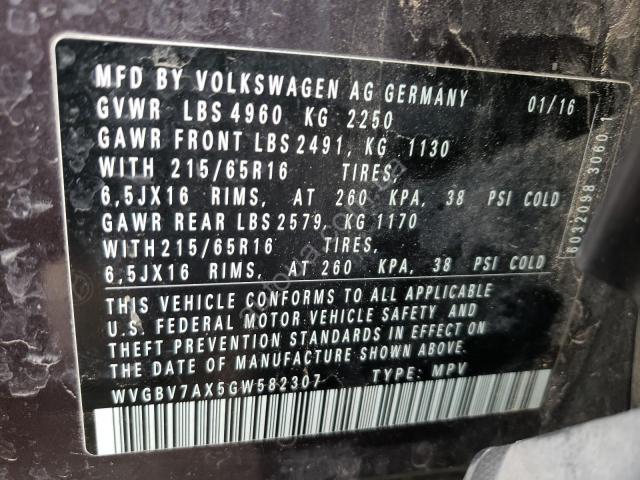 MFD BY VOLKSWAGEN AG GERMANY 01/16
GVWR LBS 4960 KG 2250
GAWR FRONT LBS 2491, KG 1130
WITH 215/65R16 TIRES,
6,5JX16 RIMS, AT 260 KPA, 38 PSI COLD
GAWR REAR LBS 2579, KG 1170
WITH 215/65R16 TIRES,
6,5JX16 RIMS, AT 260 KPA, 38 PSI COLD
THIS VEHICLE CONFORMS TO ALL APPLICABLE
U.S. FEDERAL MOTOR VEHICLE SAFETY, AND
THEFT PREVENTION STANDARDS IN EFFECT ON
THE DATE OF MANUFACTURE SHOWN ABOVE.
WVGBV7AX5GW582307 TYPE: MPV
6032098 3060 1